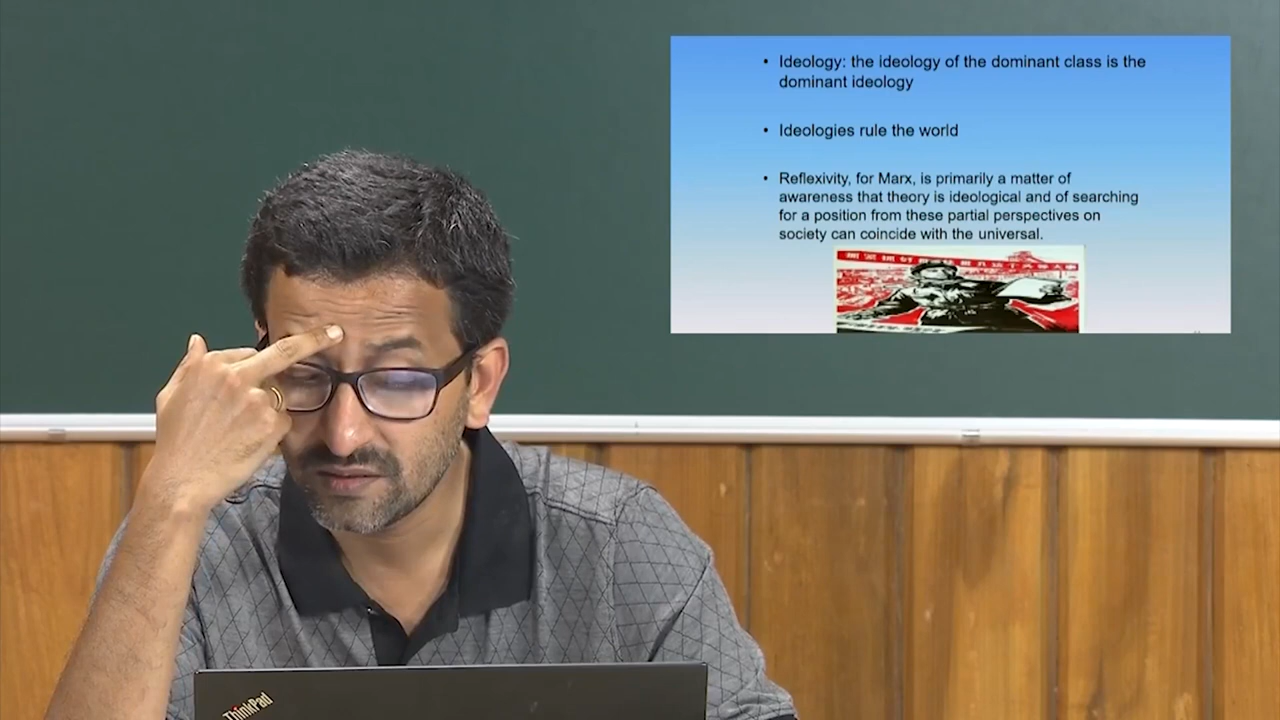 • Ideology: the ideology of the dominant class is the
dominant ideology
• Ideologies rule the world
• Reflexivity, for Marx, is primarily a matter of
awareness that theory is ideological and of searching
for a position from these partial perspectives on
society can coincide with the universal.
ThinkPad